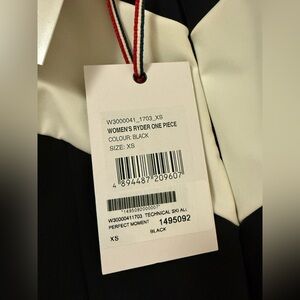 W3000041_1703_XS
WOMEN'S RYDER ONE PIECE
COLOUR: BLACK
SIZE: XS
4 894487 209607
W30000411703 TECHNICAL SKI ALL
PERFECT MOMENT 1495092
XS BLACK